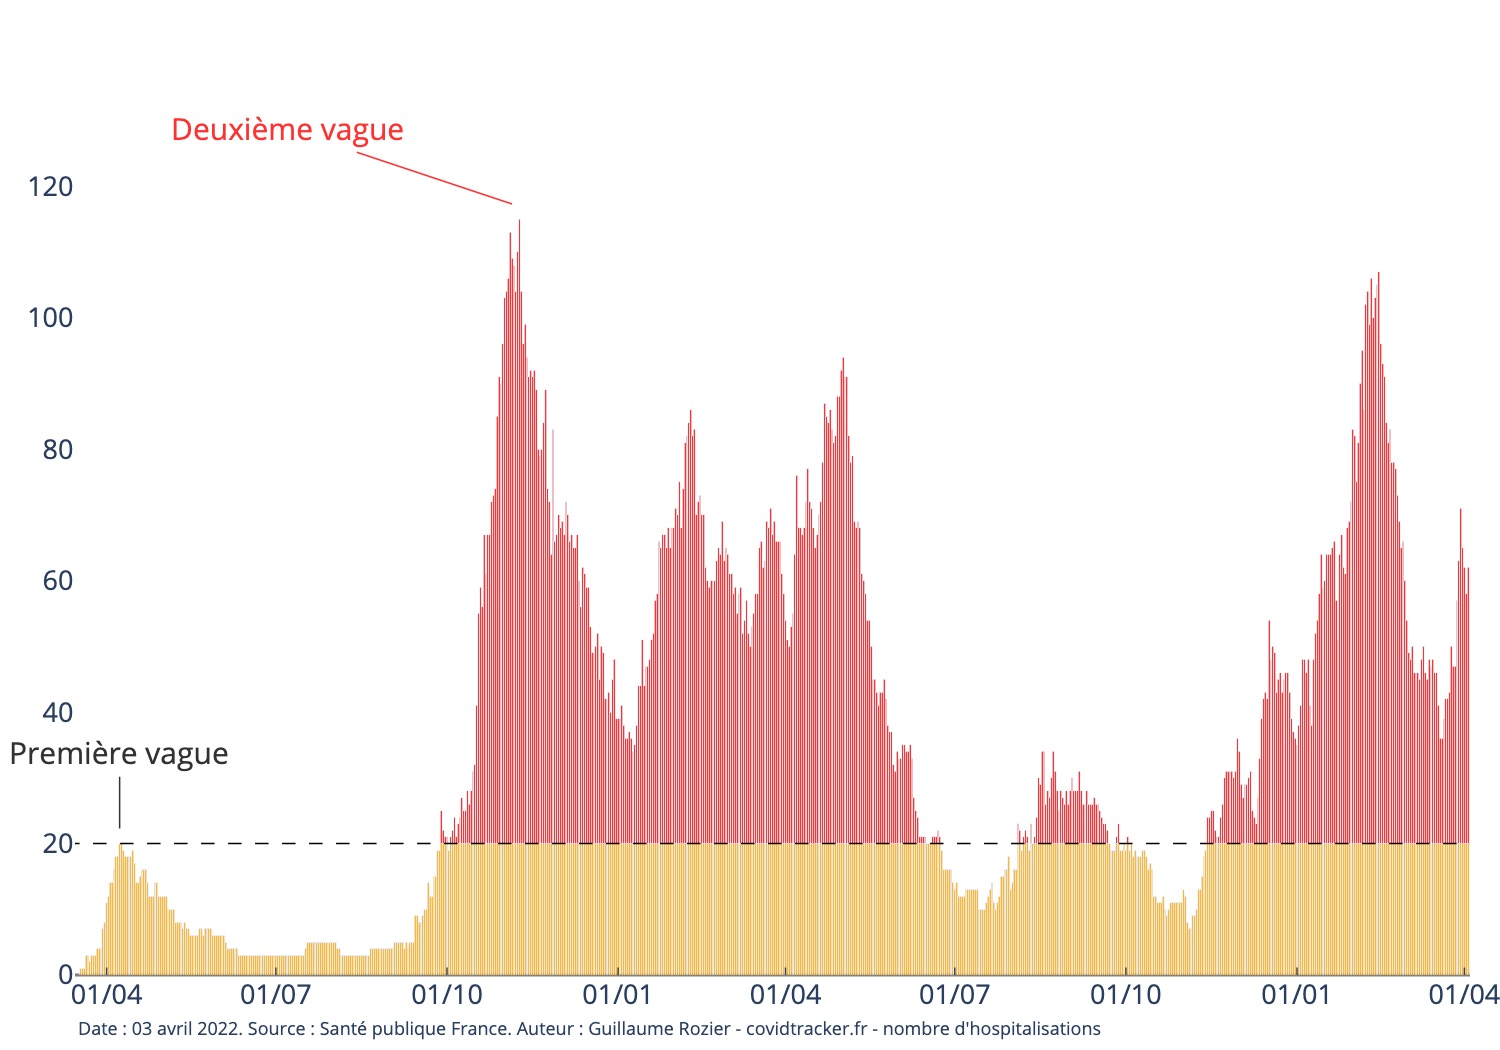 Deuxième vague
120
100
80
60
40
Première vague
20
0
01/04 01/07 01/10 01/01 01/04 01/07 01/10 01/01 01/04
Date : 03 avril 2022. Source : Santé publique France. Auteur : Guillaume Rozier - covidtracker.fr - nombre d'hospitalisations